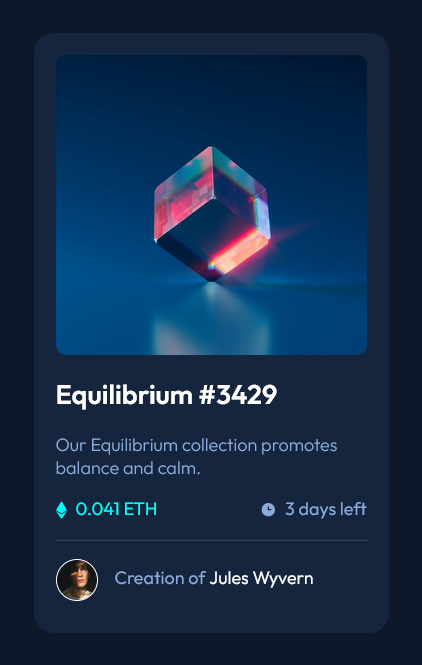 Equilibrium #3429
Our Equilibrium collection promotes
balance and calm.
0.041 ETH
3 days left
Creation of Jules Wyvern